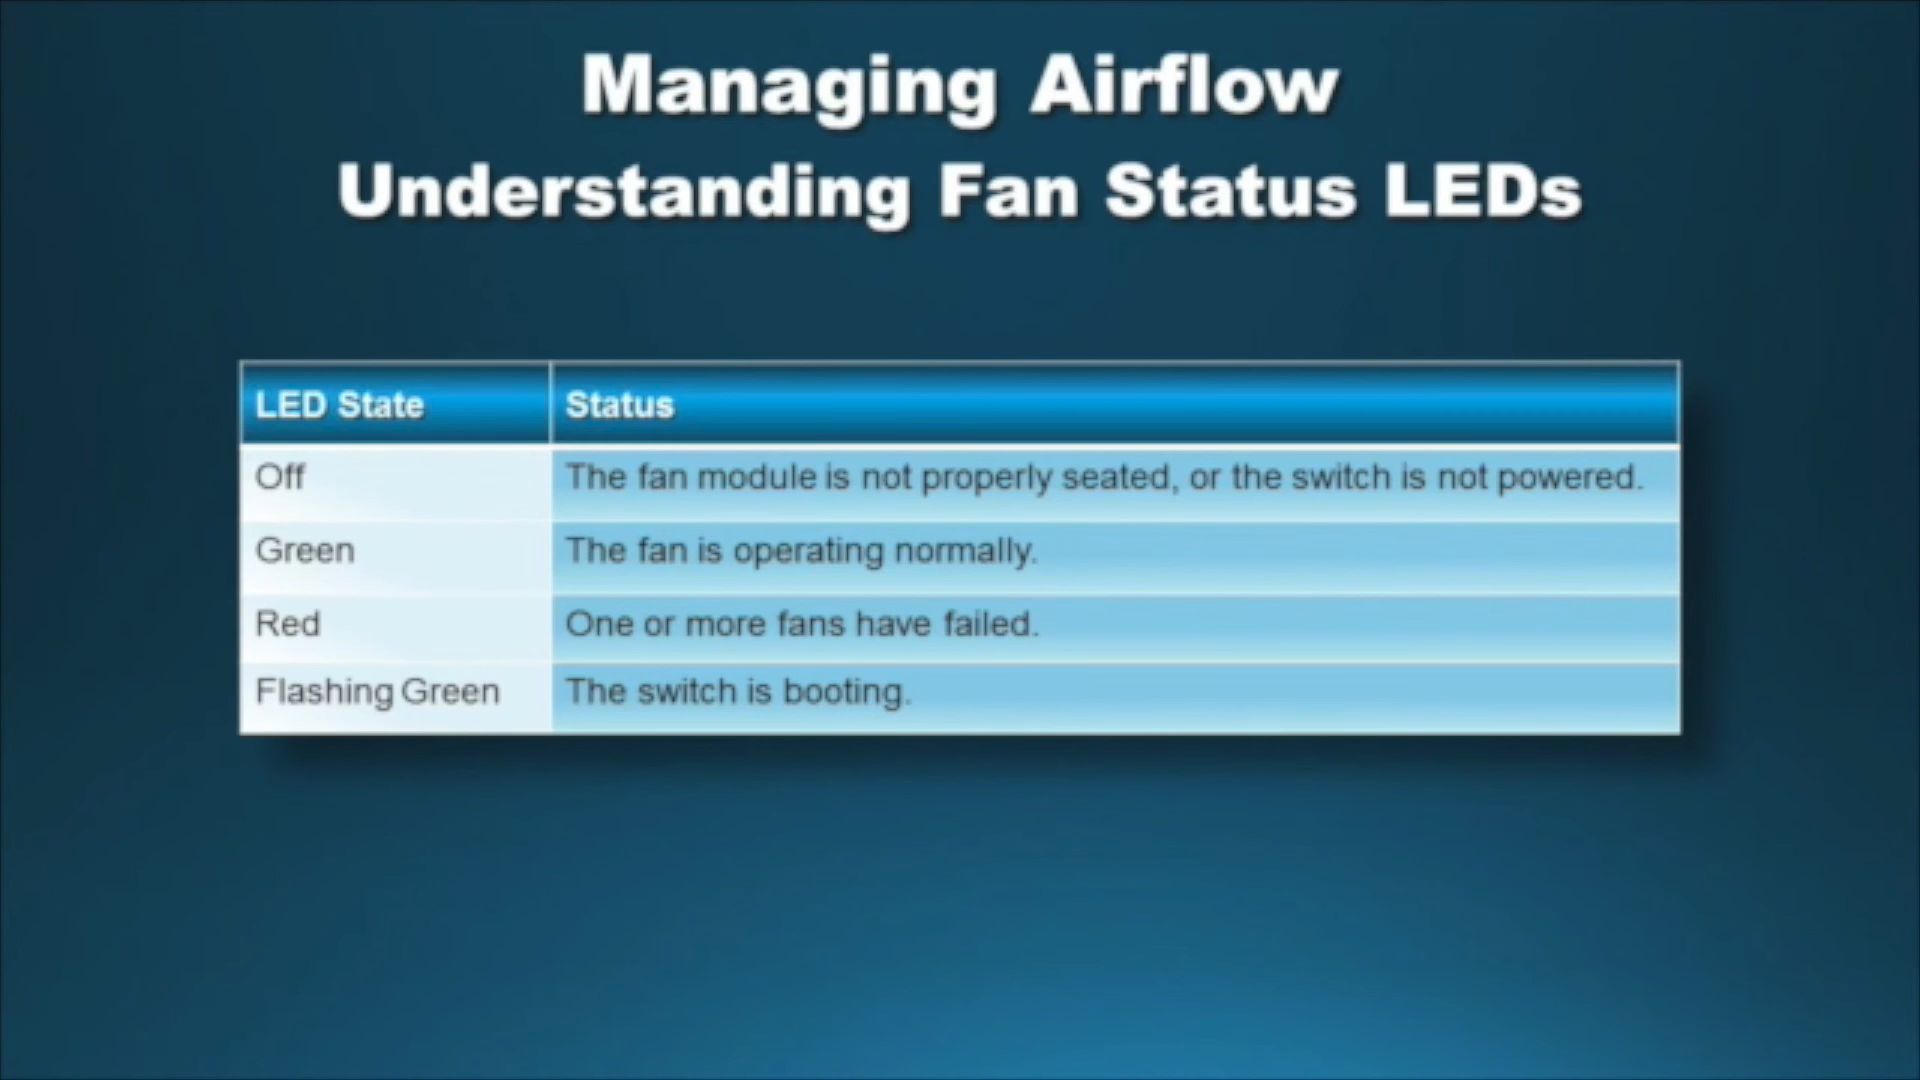 Managing Airflow
Understanding Fan Status LEDs
LED State Status
Off The fan module is not properly seated, or the switch is not powered.
Green The fan is operating normally.
Red One or more fans have failed.
Flashing Green The switch is booting.